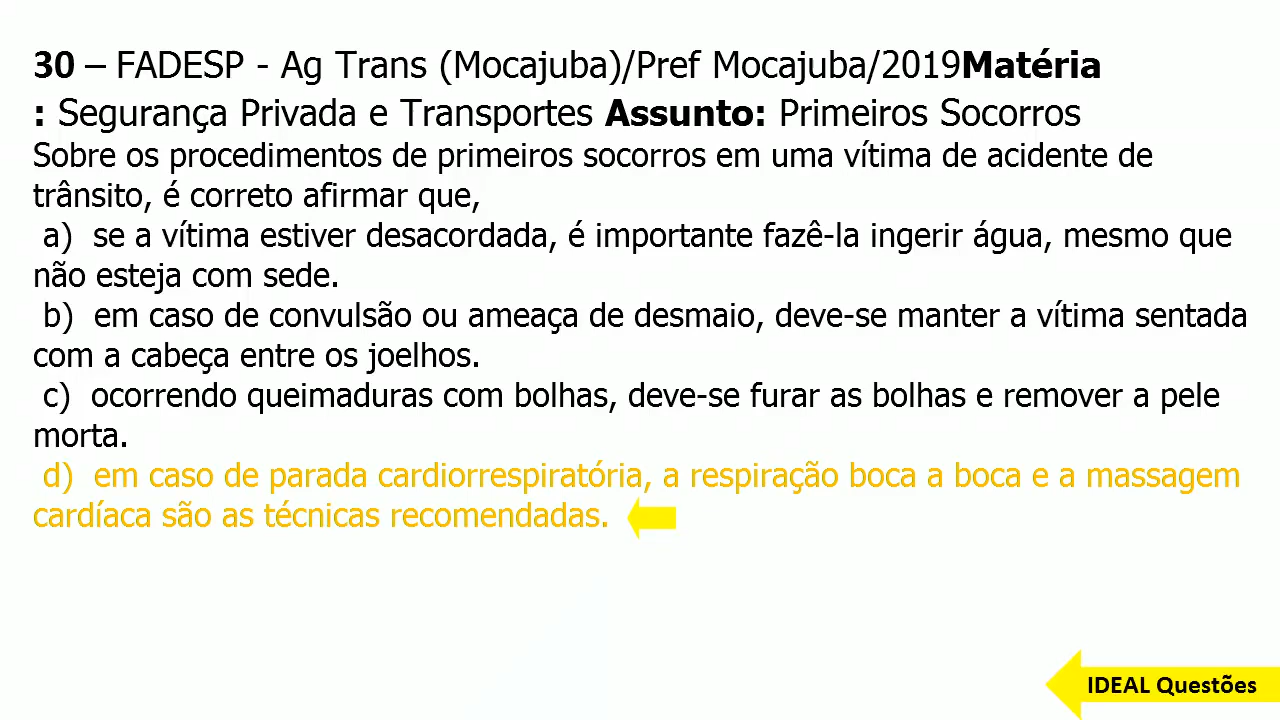 30 – FADESP - Ag Trans (Mocajuba)/Pref Mocajuba/2019Matéria
: Segurança Privada e Transportes Assunto: Primeiros Socorros
Sobre os procedimentos de primeiros socorros em uma vítima de acidente de
trânsito, é correto afirmar que,
a) se a vítima estiver desacordada, é importante fazê-la ingerir água, mesmo que
não esteja com sede.
b) em caso de convulsão ou ameaça de desmaio, deve-se manter a vítima sentada
com a cabeça entre os joelhos.
c) ocorrendo queimaduras com bolhas, deve-se furar as bolhas e remover a pele
morta.
d) em caso de parada cardiorrespiratória, a respiração boca a boca e a massagem
cardíaca são as técnicas recomendadas.
IDEAL Questões